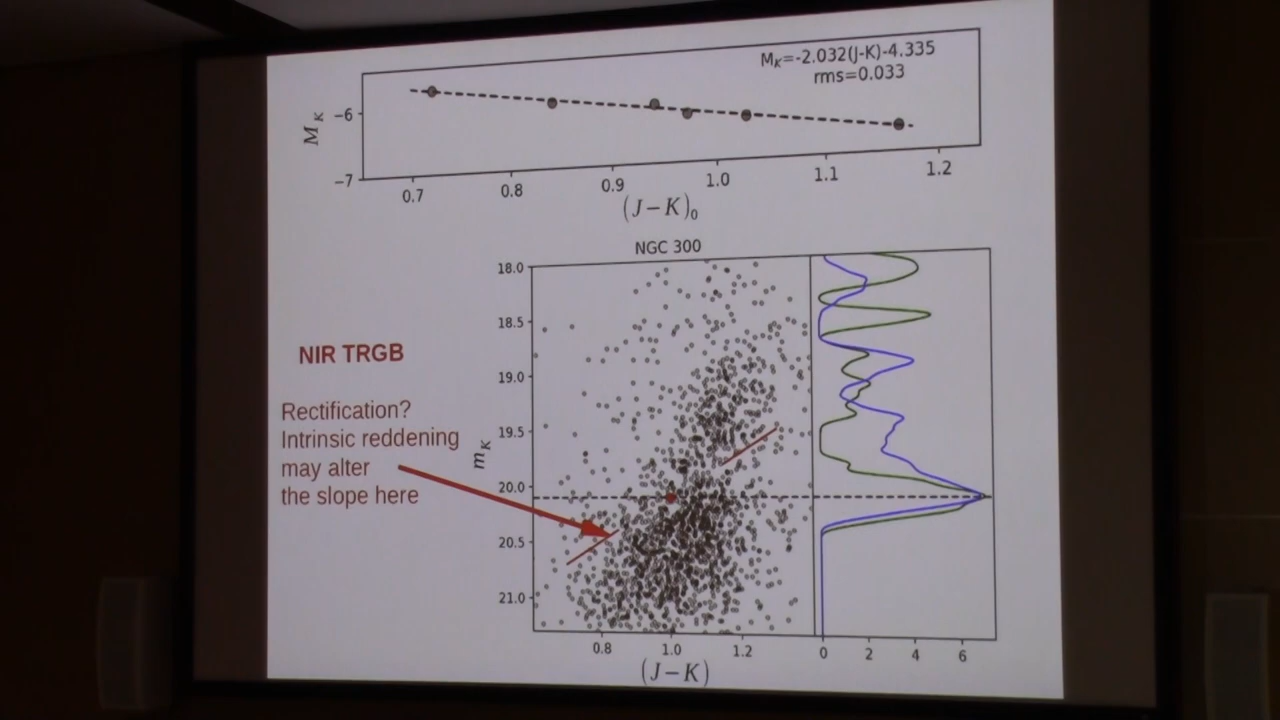 M_K=-2.032(J-K)-4.335
rms=0.033
M_K
−6
−7
0.7 0.8 0.9 1.0 1.1 1.2
(J−K)₀
NGC 300
18.0
18.5
19.0
19.5
20.0
20.5
21.0
m_K
0.8 1.0 1.2
(J−K)
0 2 4 6
NIR TRGB
Rectification?
Intrinsic reddening
may alter
the slope here